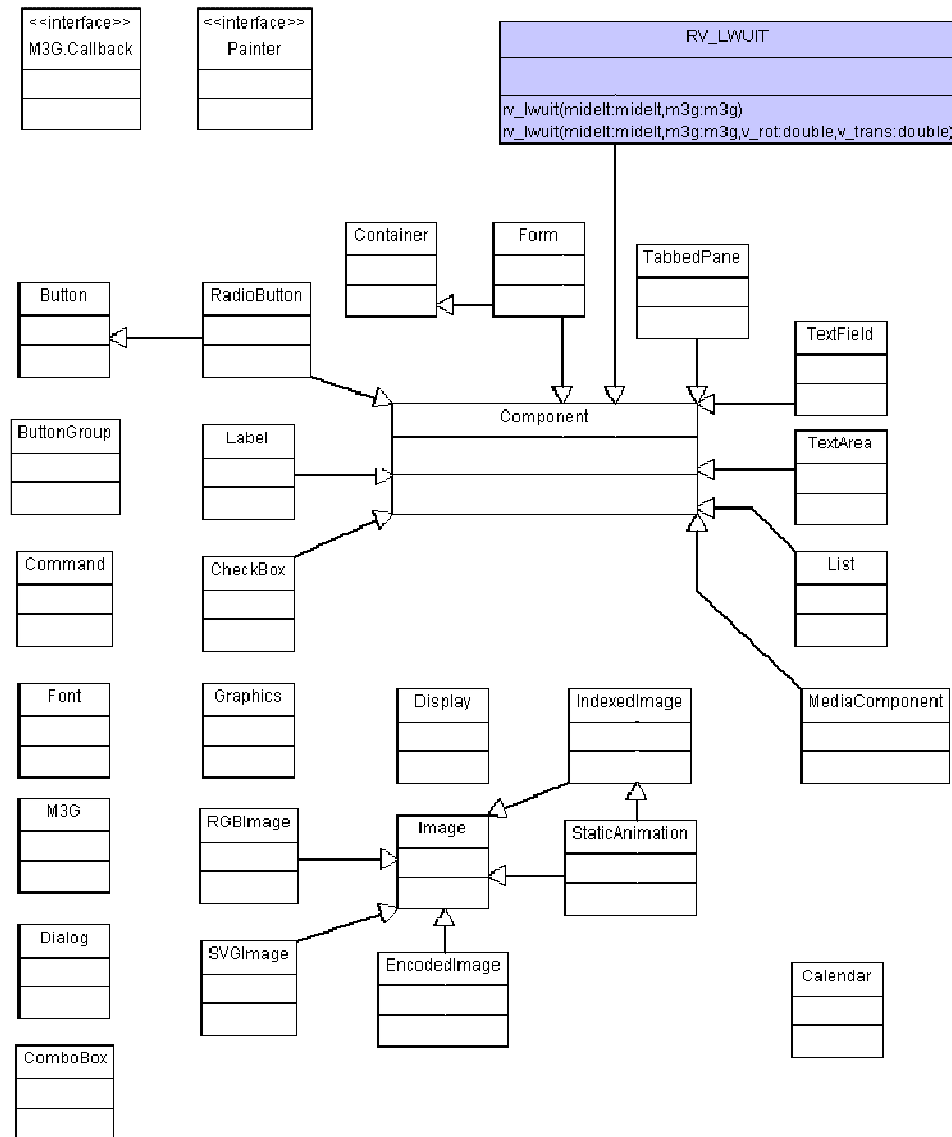 <<interface>>
M3G.Callback
<<interface>>
Painter
RV_LWUIT
rv_lwuit(midelt:midelt,m3g:m3g)
rv_lwuit(midelt:midelt,m3g:m3g,v_rot:double,v_trans:double)
Container
Form
TabbedPane
Button
RadioButton
TextField
Component
ButtonGroup
Label
TextArea
Command
CheckBox
List
Font
Graphics
Display
IndexedImage
MediaComponent
M3G
RGBImage
Image
StaticAnimation
Dialog
SVGImage
EncodedImage
Calendar
ComboBox